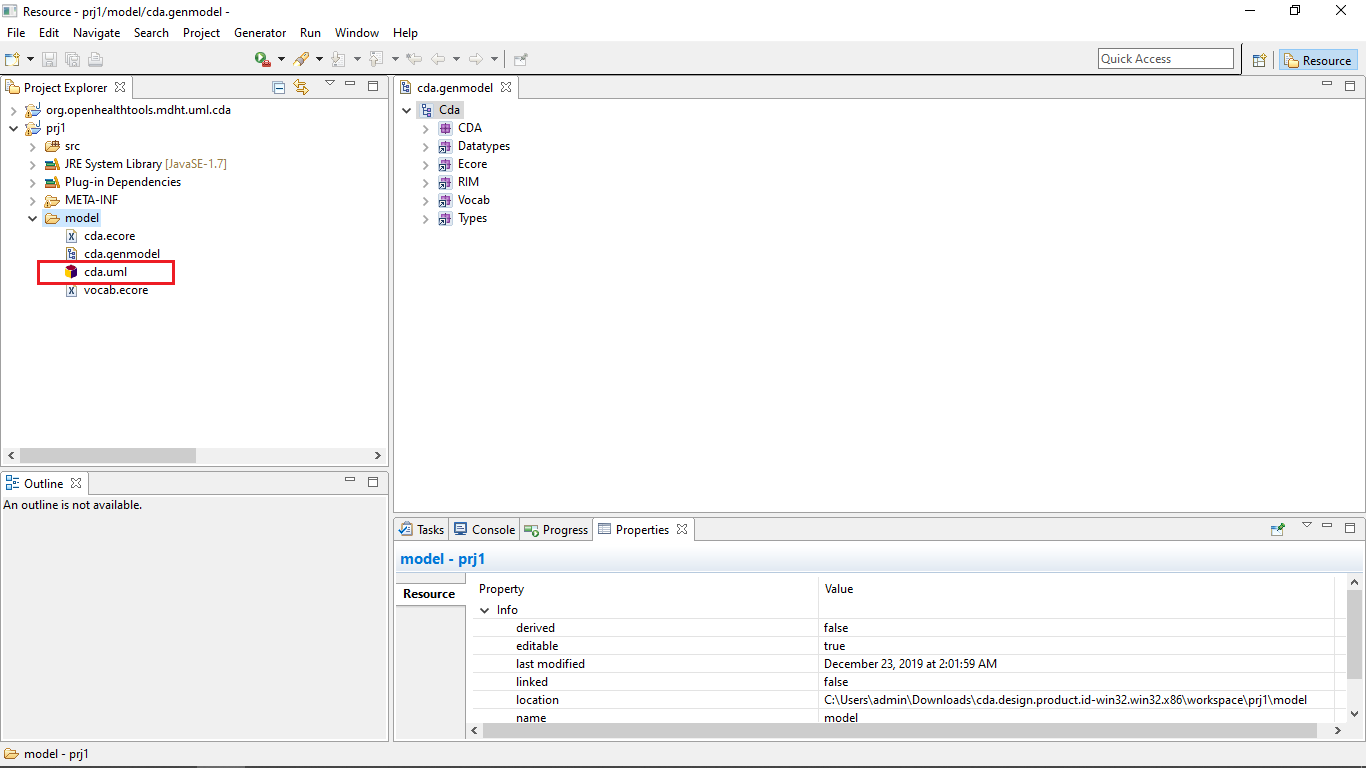 Resource - prj1/model/cda.genmodel -
File Edit Navigate Search Project Generator Run Window Help
Quick Access
Resource
Project Explorer
org.openhealthtools.mdht.uml.cda
prj1
src
JRE System Library [JavaSE-1.7]
Plug-in Dependencies
META-INF
model
cda.ecore
cda.genmodel
cda.uml
vocab.ecore
cda.genmodel
Cda
CDA
Datatypes
Ecore
RIM
Vocab
Types
Outline
An outline is not available.
Tasks Console Progress Properties
model - prj1
Resource
Property Value
Info
derived false
editable true
last modified December 23, 2019 at 2:01:59 AM
linked false
location C:\Users\admin\Downloads\cda.design.product.id-win32.win32.x86\workspace\prj1\model
name model
model - prj1